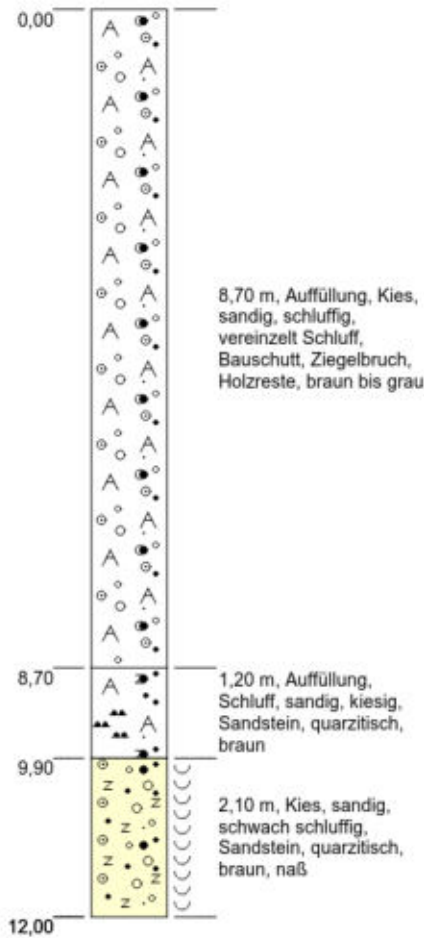 0,00
8,70 m, Auffüllung, Kies,
sandig, schluffig,
vereinzelt Schluff,
Bauschutt, Ziegelbruch,
Holzreste, braun bis grau
8,70
1,20 m, Auffüllung,
Schluff, sandig, kiesig,
Sandstein, quarzitisch,
braun
9,90
2,10 m, Kies, sandig,
schwach schluffig,
Sandstein, quarzitisch,
braun, naß
12,00